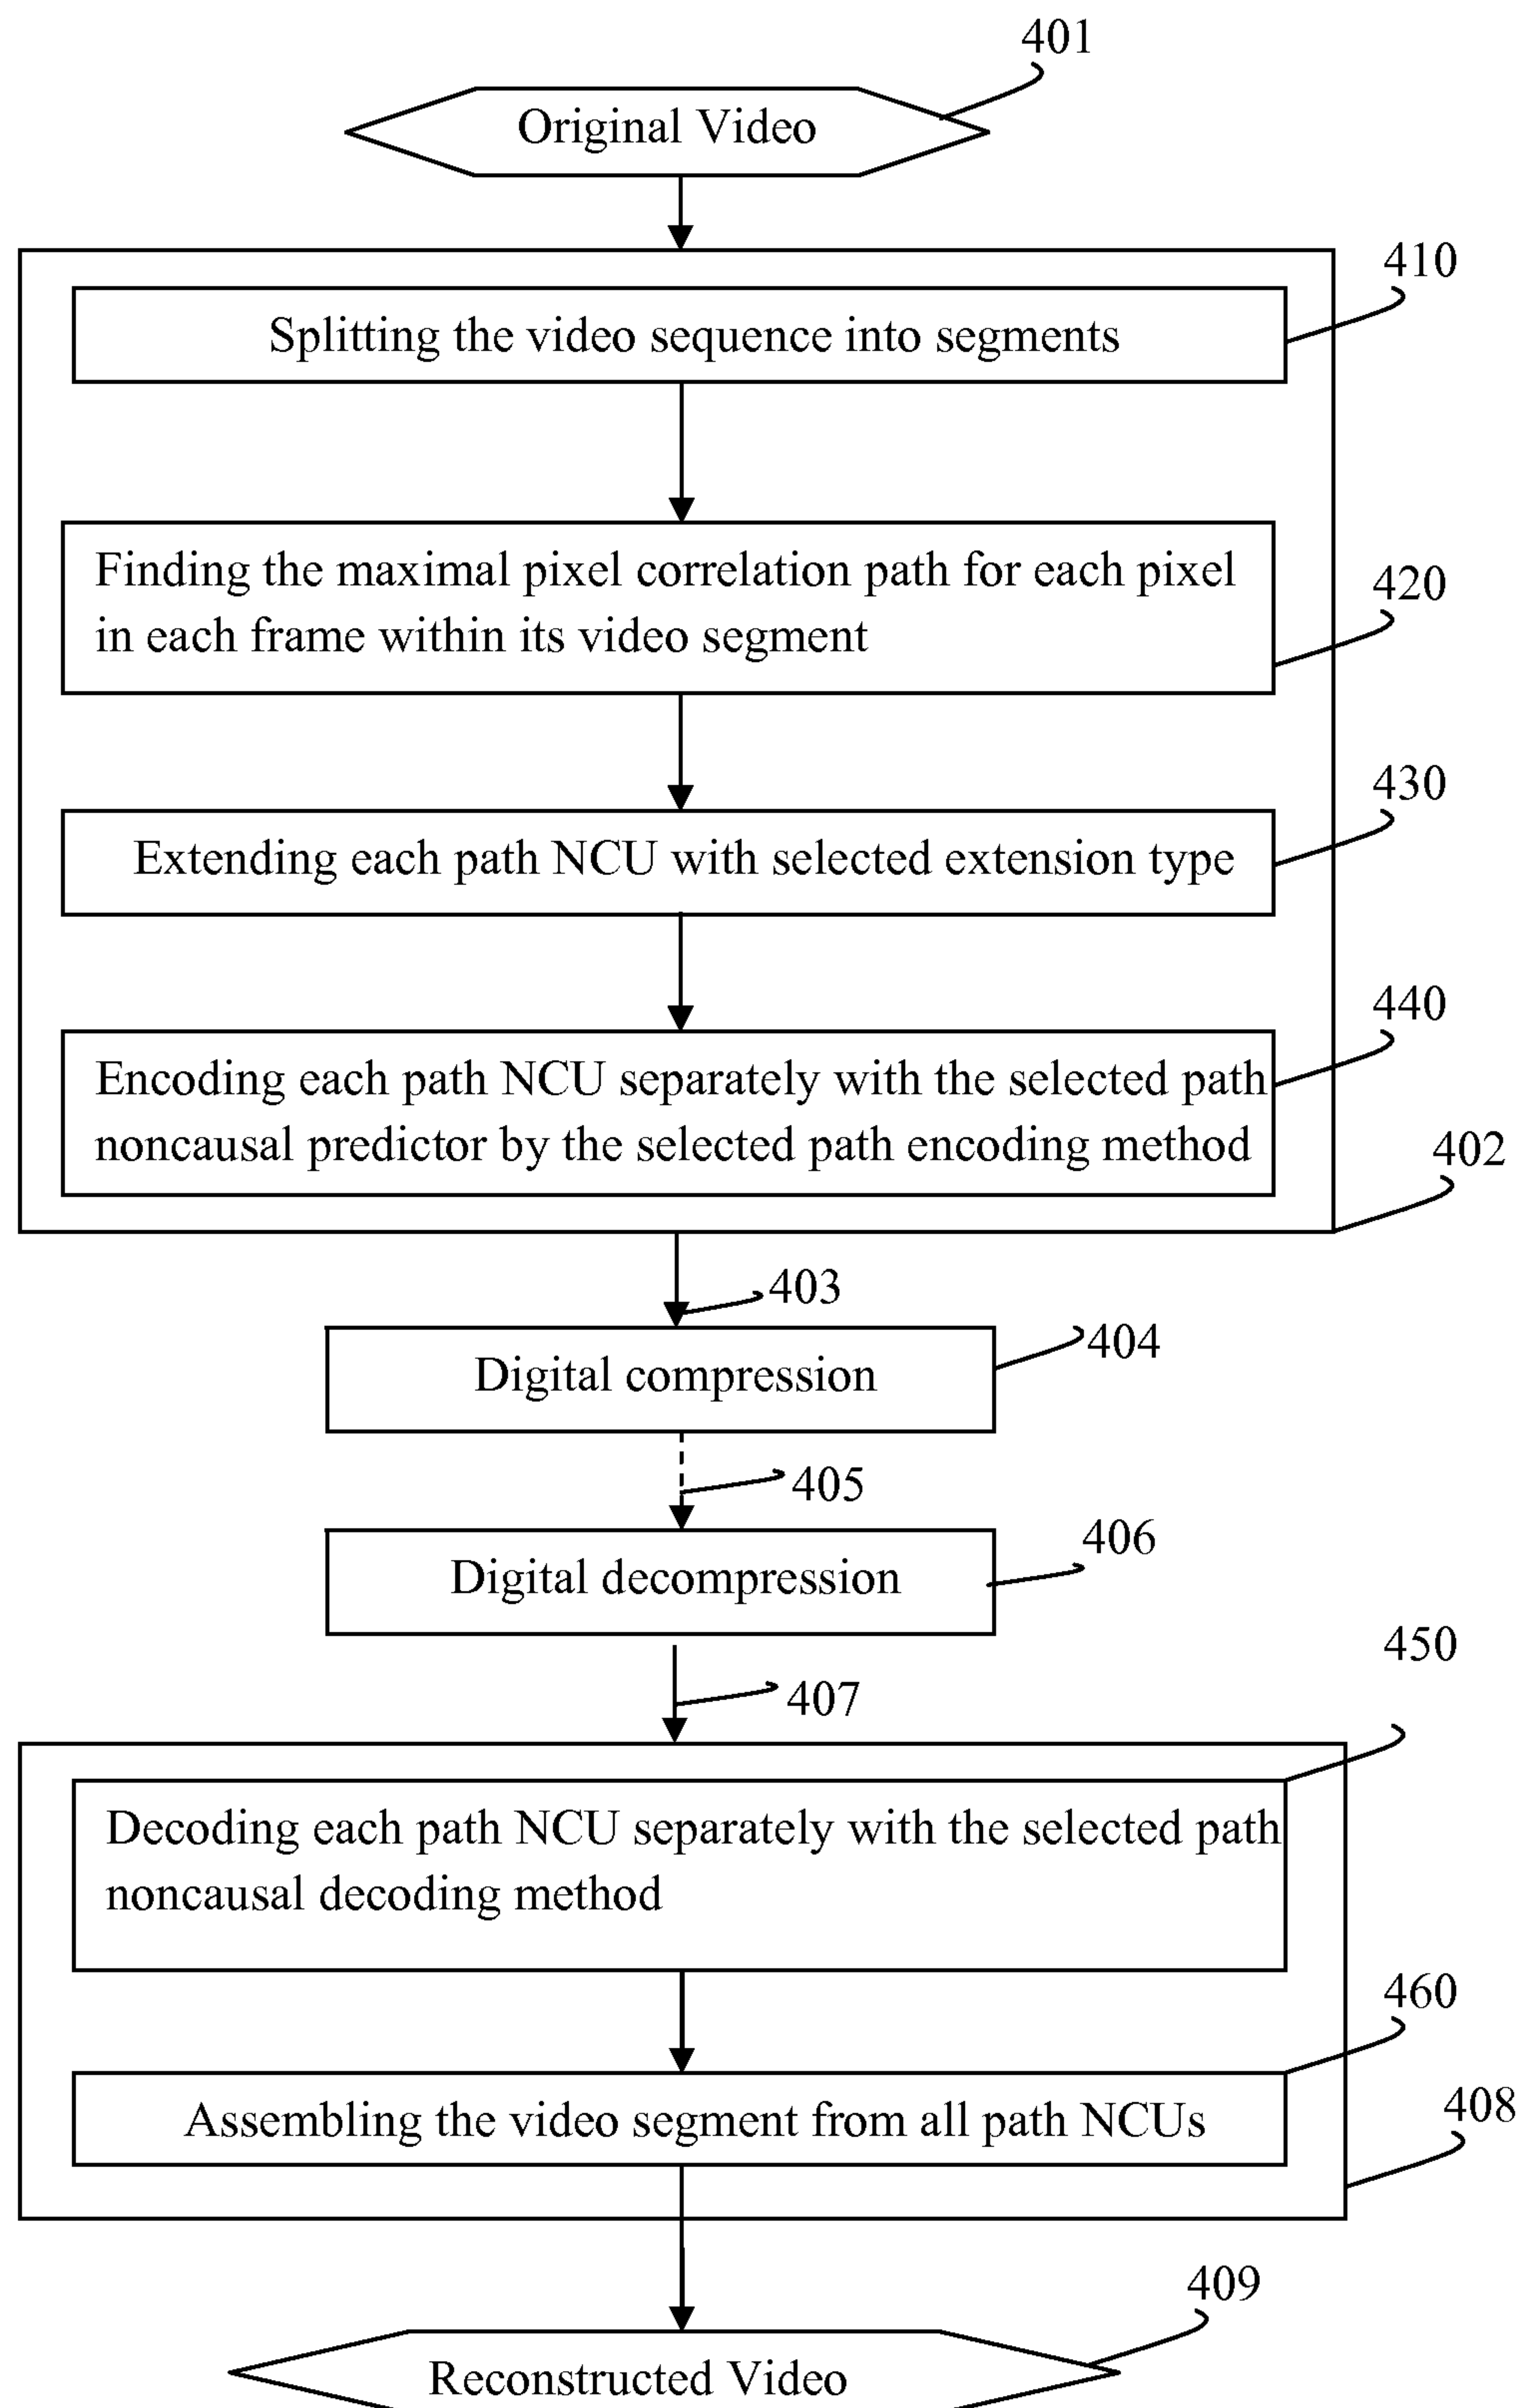 401
Original Video
410
Splitting the video sequence into segments
Finding the maximal pixel correlation path for each pixel
in each frame within its video segment
420
430
Extending each path NCU with selected extension type
440
Encoding each path NCU separately with the selected path
noncausal predictor by the selected path encoding method
402
403
404
Digital compression
405
406
Digital decompression
450
407
Decoding each path NCU separately with the selected path
noncausal decoding method
460
Assembling the video segment from all path NCUs
408
409
Reconstructed Video